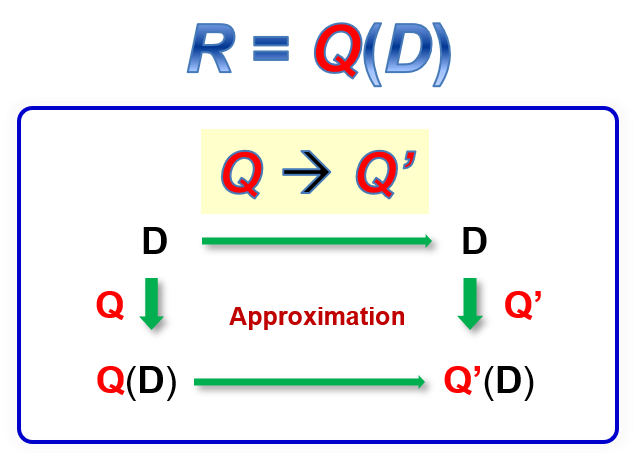 R = Q(D)
Q → Q’
D D
Q Approximation Q’
Q(D) Q’(D)